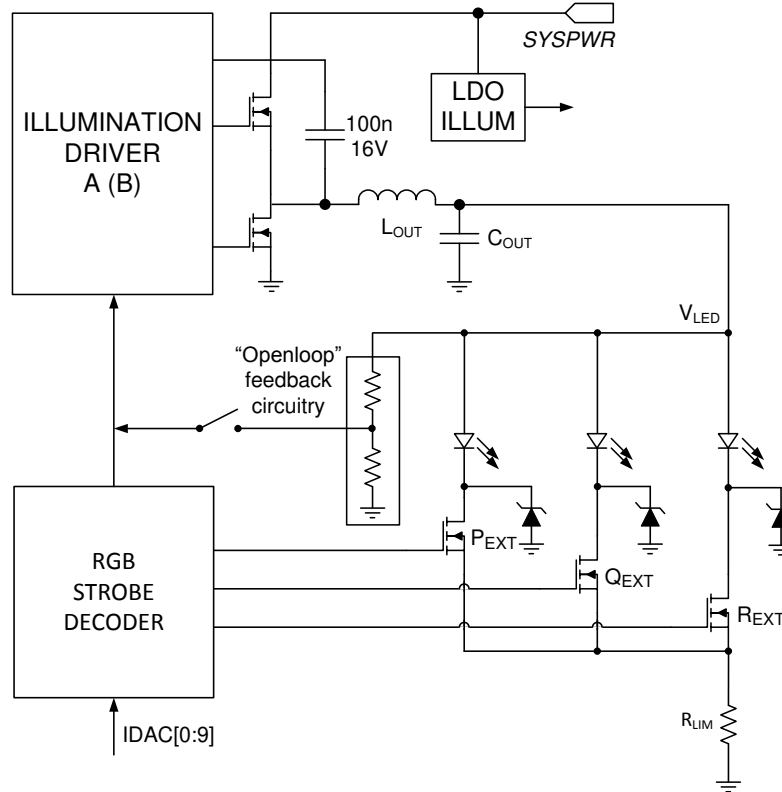 SYSPWR
ILLUMINATION
DRIVER
A (B)
LDO
ILLUM
100n
16V
LOUT
COUT
VLED
“Openloop”
feedback
circuitry
PEXT
QEXT
REXT
RGB
STROBE
DECODER
RLIM
IDAC[0:9]